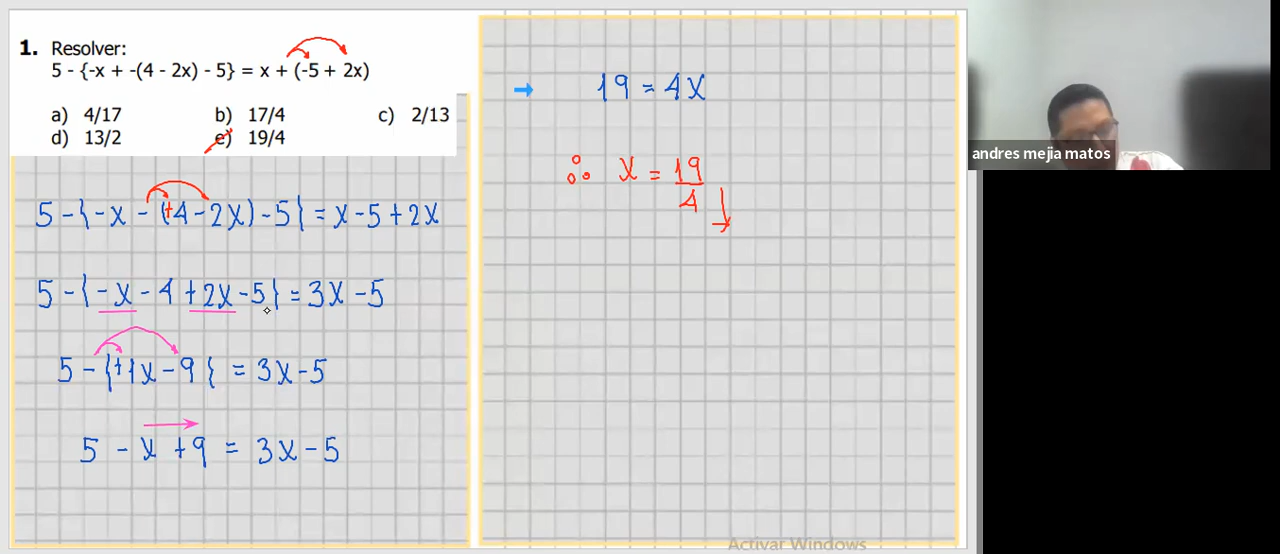 1. Resolver:
5 - {-x + -(4 - 2x) - 5} = x + (-5 + 2x)
a) 4/17 b) 17/4 c) 2/13
d) 13/2 e) 19/4
5 - { -x - (+4 - 2x) - 5 } = x - 5 + 2x
5 - { -x - 4 + 2x - 5 } = 3x - 5
5 - { +1x - 9 } = 3x - 5
5 - x + 9 = 3x - 5
→ 19 = 4x
∴ x = 19/4
andres mejia matos
Activar Windows